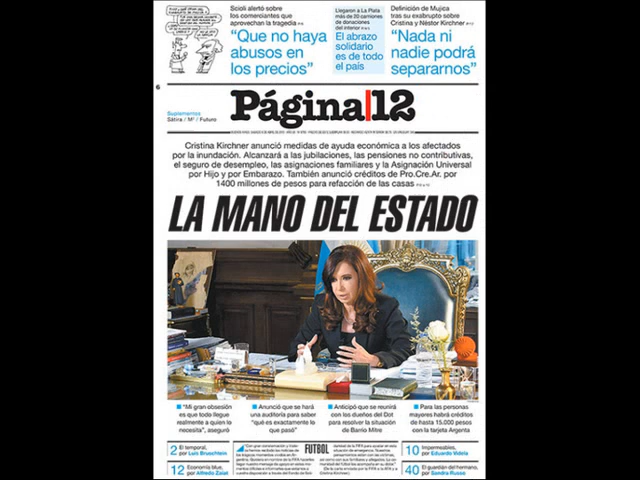 Scioli alertó sobre
los comerciantes que
aprovechan la tragedia
“Que no haya
abusos en
los precios”
Llegaron a La Plata
más de 20 camiones
de donaciones
del interior
El abrazo
solidario
es de todo
el país
Definición de Mujica
tras su exabrupto sobre
Cristina y Néstor Kirchner
“Nada ni
nadie podrá
separarnos”
Suplementos
Sátira / M² / Futuro
Página|12
Cristina Kirchner anunció medidas de ayuda económica a los afectados
por la inundación. Alcanzará a las jubilaciones, las pensiones no contributivas,
el seguro de desempleo, las asignaciones familiares y la Asignación Universal
por Hijo y por Embarazo. También anunció créditos de Pro.Cre.Ar. por
1400 millones de pesos para refacción de las casas
LA MANO DEL ESTADO
“Mi gran obsesión
es que todo llegue
realmente a quien lo
necesita”, aseguró
Anunció que se hará
una auditoría para saber
“qué es exactamente lo
que pasó”
Anticipó que se reunirá
con los dueños del Dot
para resolver la situación
de Barrio Mitre
Para las personas
mayores habrá créditos
de hasta 15.000 pesos
con la tarjeta Argenta
2 El temporal,
por Luis Bruschtein
12 Economía blue,
por Alfredo Zaiat
FUTBOL
10 Impermeables,
por Eduardo Videla
40 El guardián del hermano,
por Sandra Russo